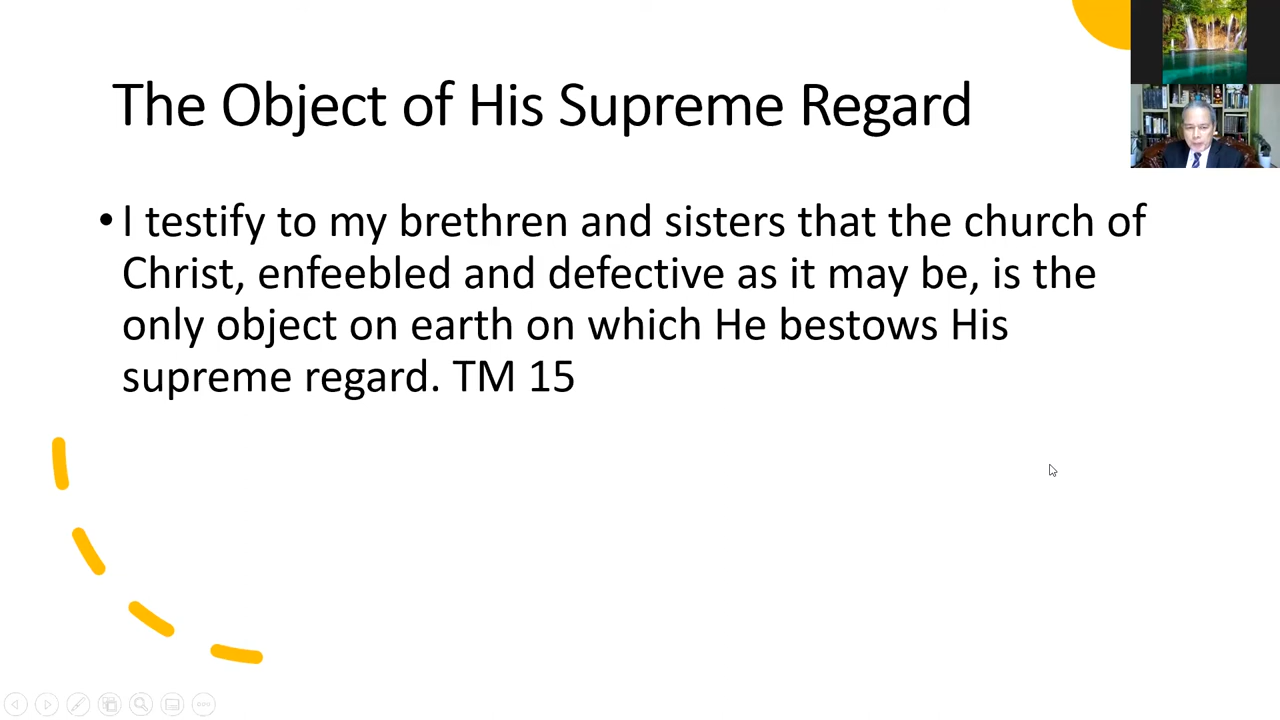 The Object of His Supreme Regard
• I testify to my brethren and sisters that the church of
Christ, enfeebled and defective as it may be, is the
only object on earth on which He bestows His
supreme regard. TM 15